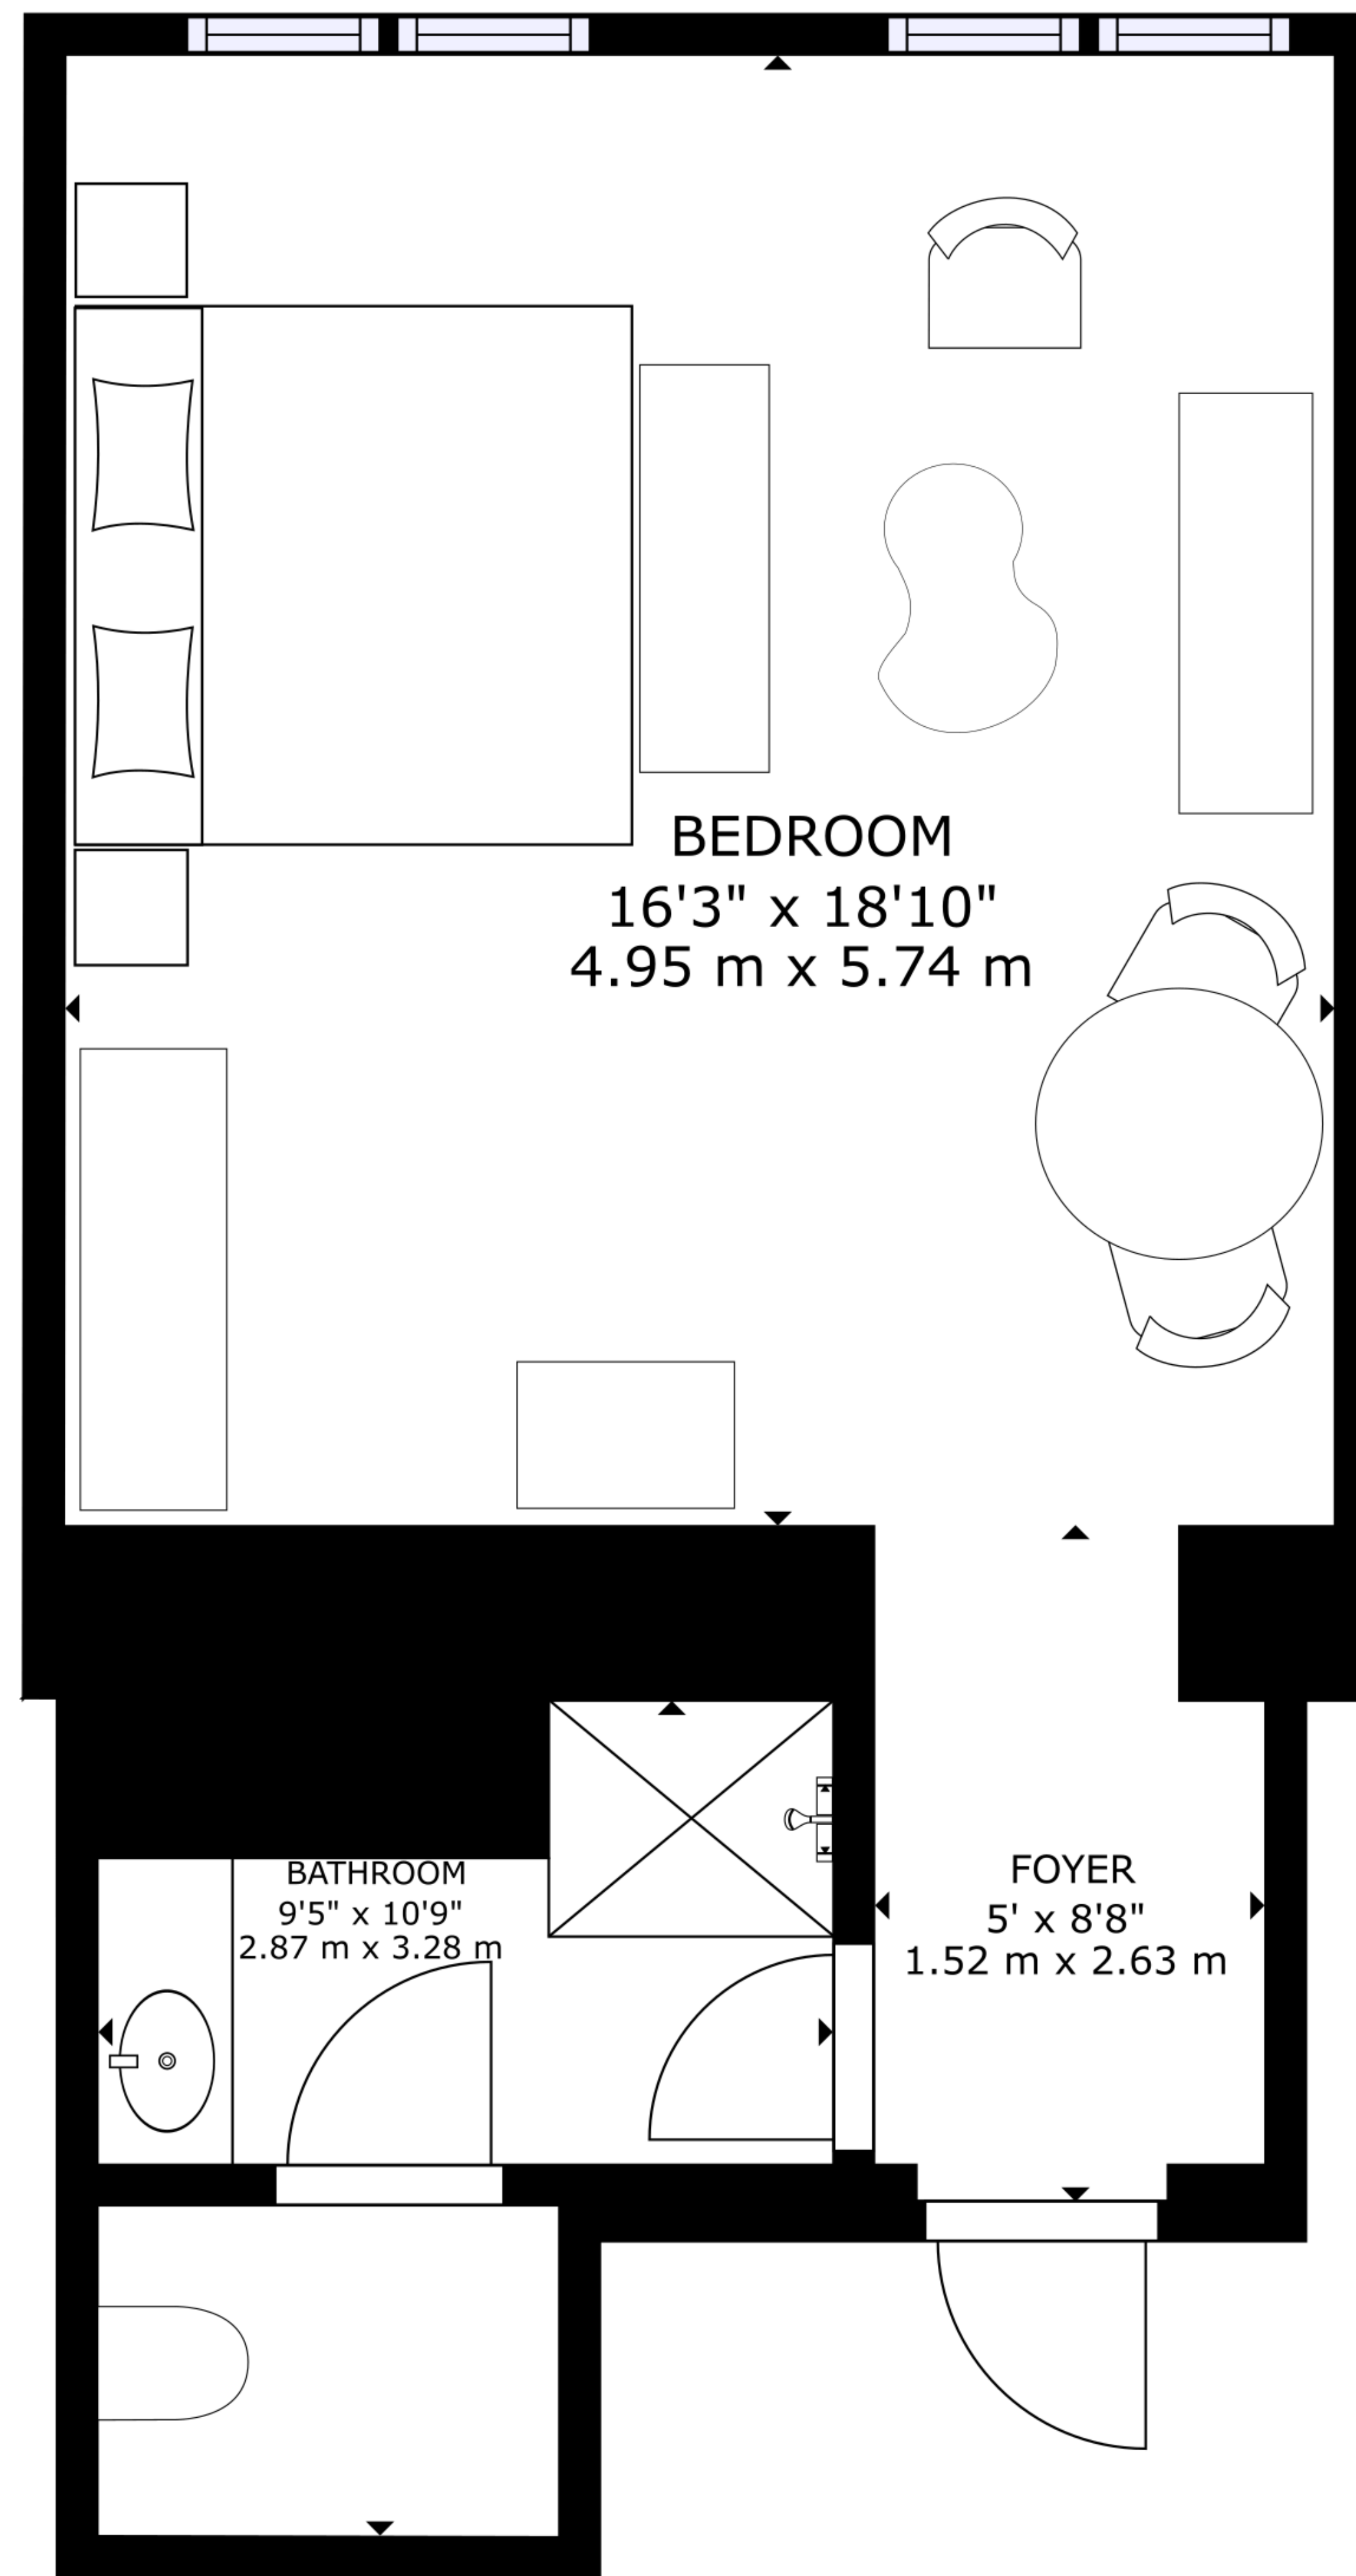 BEDROOM
16'3" x 18'10"
4.95 m x 5.74 m
BATHROOM
9'5" x 10'9"
2.87 m x 3.28 m
FOYER
5' x 8'8"
1.52 m x 2.63 m